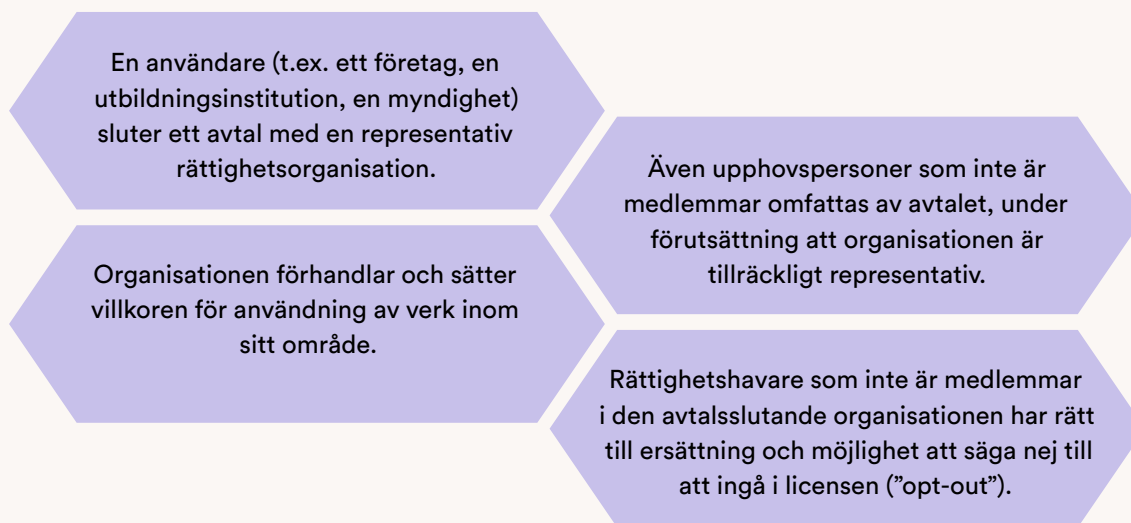 En användare (t.ex. ett företag, en
utbildningsinstitution, en myndighet)
sluter ett avtal med en representativ
rättighetsorganisation.
Även upphovspersoner som inte är
medlemmar omfattas av avtalet, under
förutsättning att organisationen är
tillräckligt representativ.
Organisationen förhandlar och sätter
villkoren för användning av verk inom
sitt område.
Rättighetshavare som inte är medlemmar
i den avtalsslutande organisationen har rätt
till ersättning och möjlighet att säga nej till
att ingå i licensen (”opt-out”).